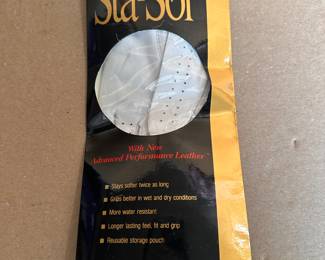 Sta-Sof
With New
Advanced Performance Leather™
Stays softer twice as long
Grips better in wet and dry conditions
More water resistant
Longer lasting feel, fit and grip
Reusable storage pouch